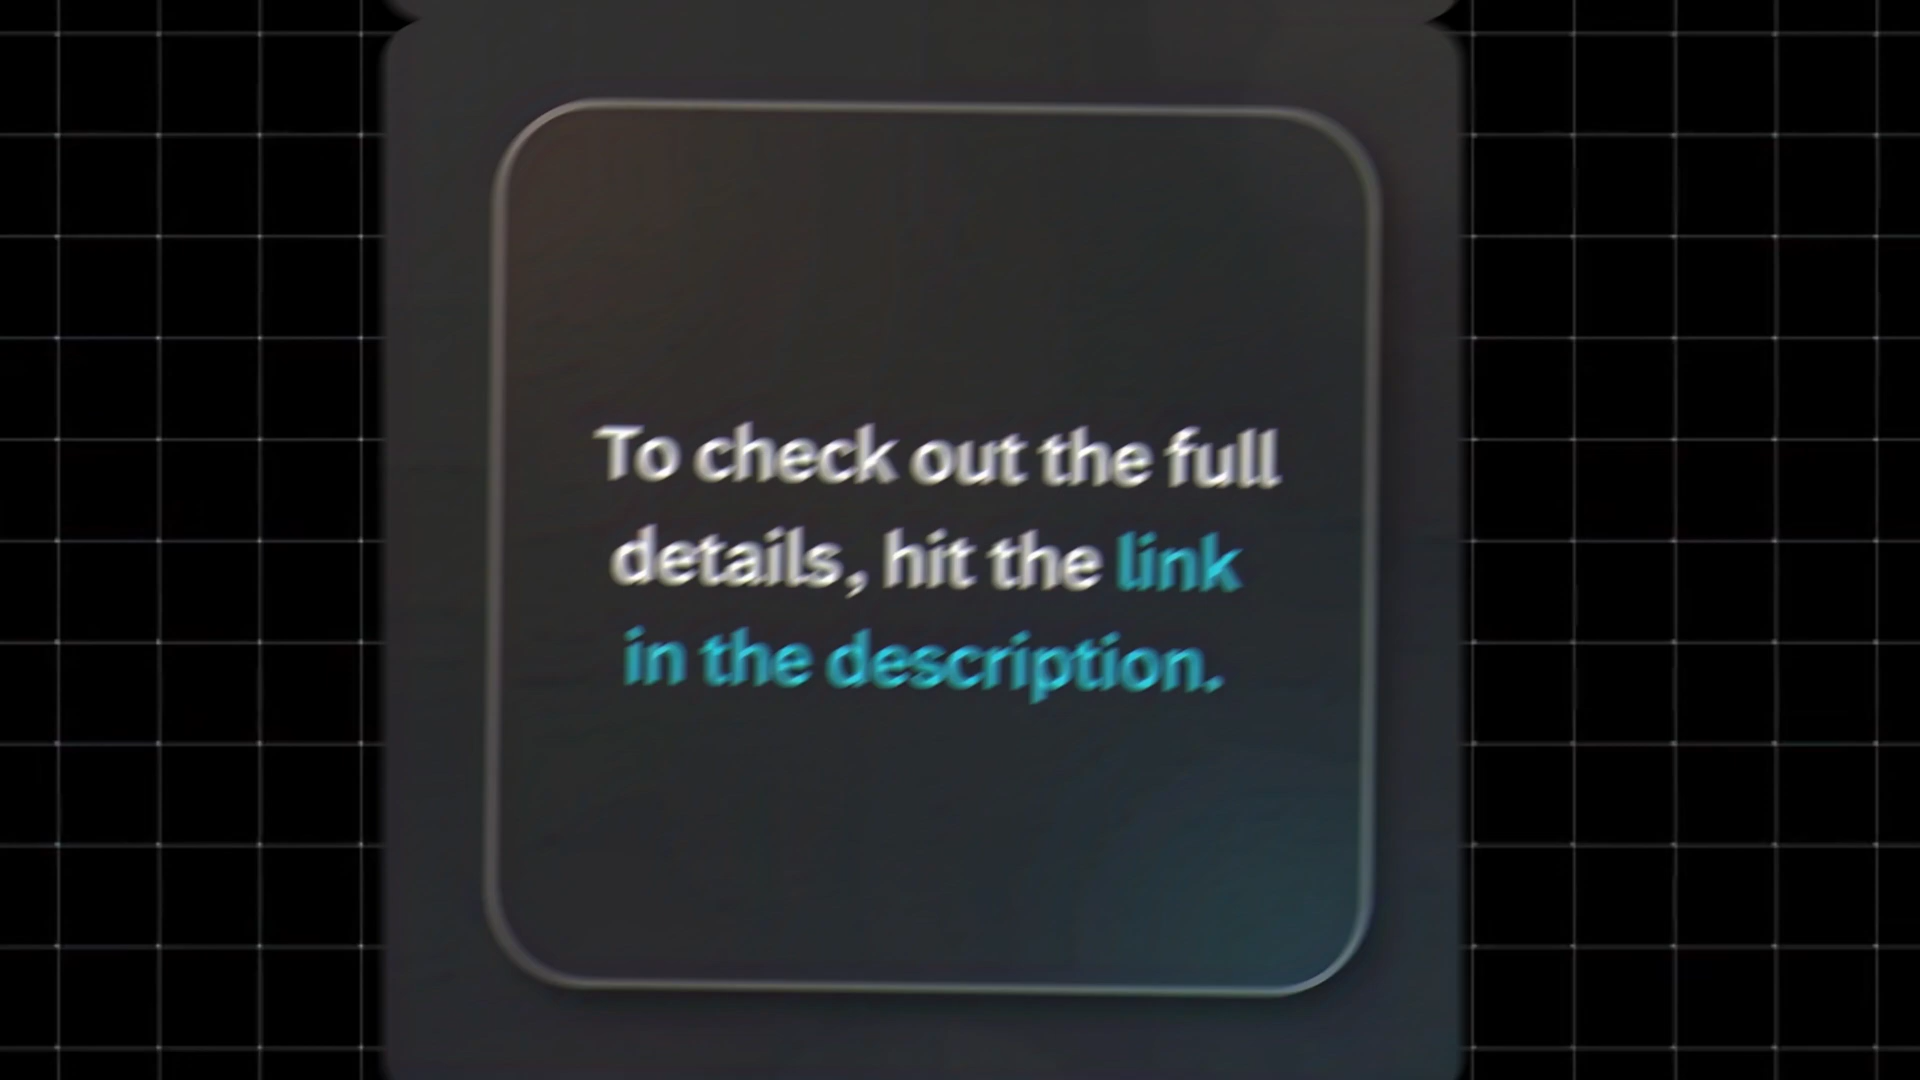 To check out the full
details, hit the link
in the description.